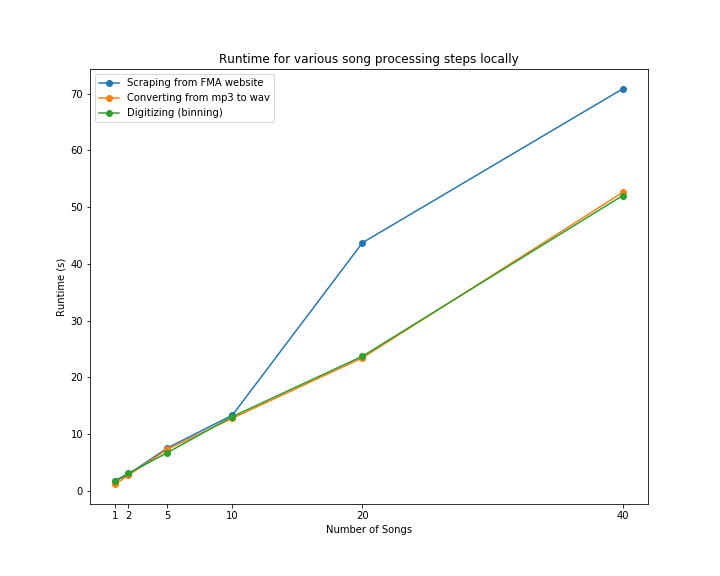 Runtime for various song processing steps locally
Scraping from FMA website
Converting from mp3 to wav
Digitizing (binning)
70
60
50
40
30
20
10
0
Runtime (s)
1 2 5 10 20 40
Number of Songs